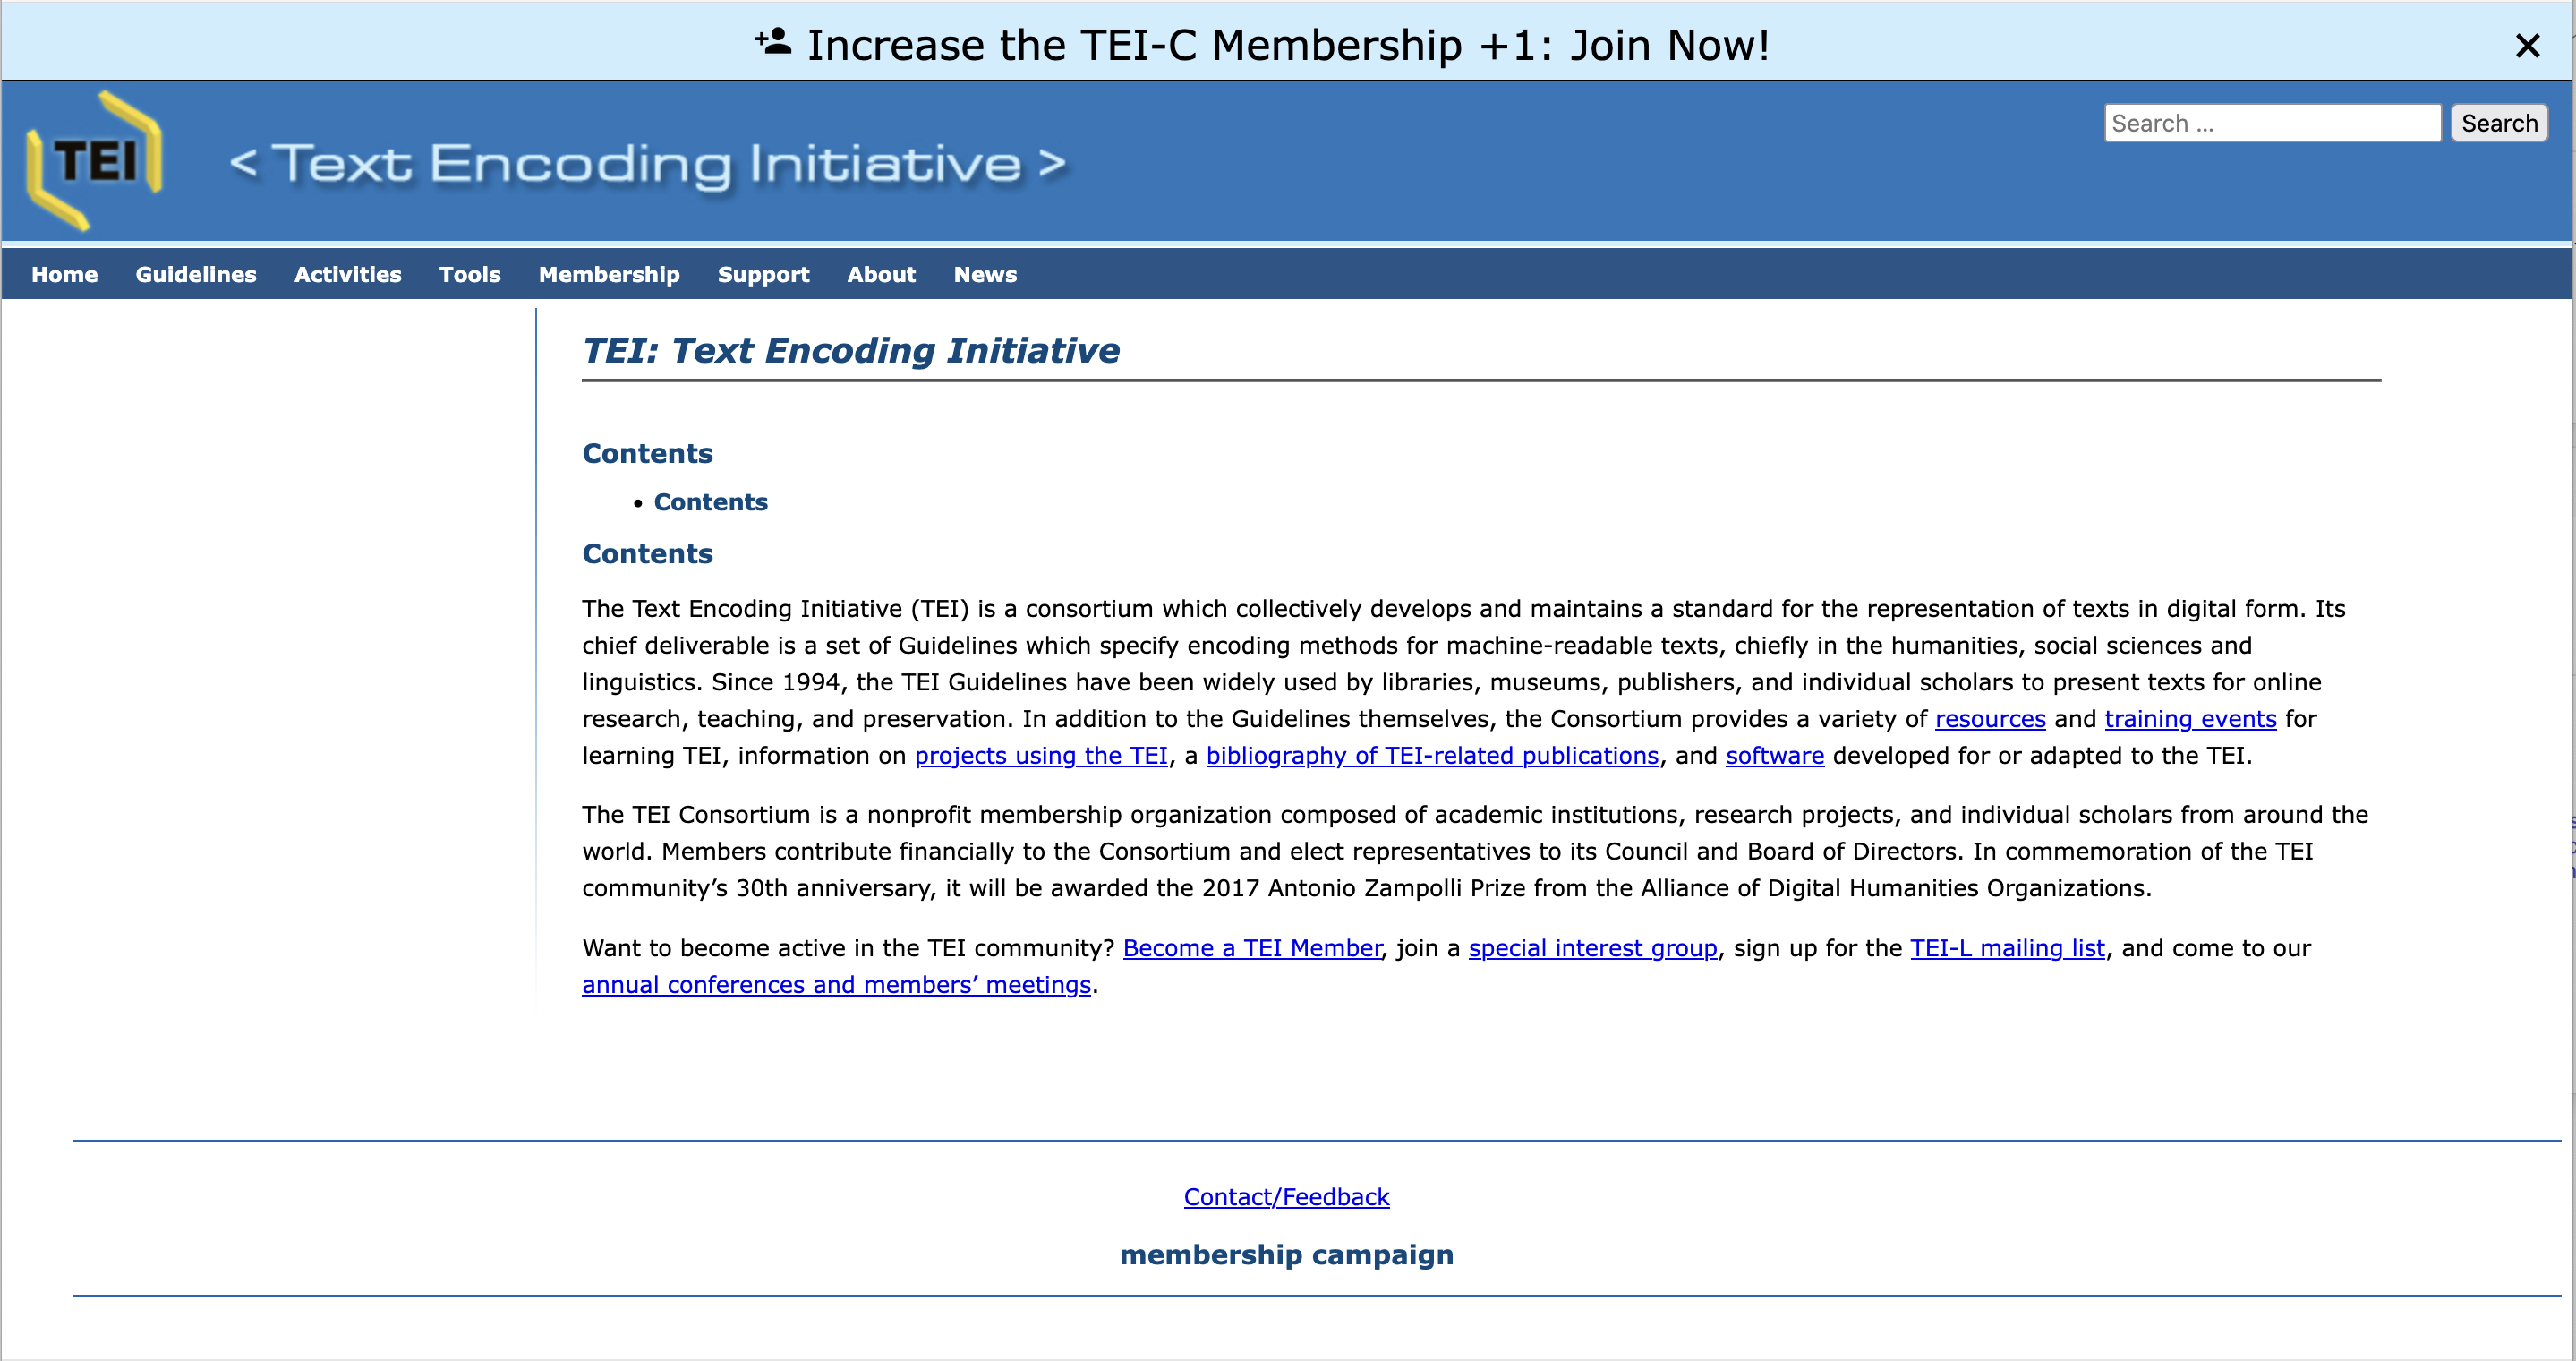 Increase the TEI-C Membership +1: Join Now!
TEI
< Text Encoding Initiative >
Search ...
Search
Home Guidelines Activities Tools Membership Support About News
TEI: Text Encoding Initiative
Contents
• Contents
Contents
The Text Encoding Initiative (TEI) is a consortium which collectively develops and maintains a standard for the representation of texts in digital form. Its
chief deliverable is a set of Guidelines which specify encoding methods for machine-readable texts, chiefly in the humanities, social sciences and
linguistics. Since 1994, the TEI Guidelines have been widely used by libraries, museums, publishers, and individual scholars to present texts for online
research, teaching, and preservation. In addition to the Guidelines themselves, the Consortium provides a variety of resources and training events for
learning TEI, information on projects using the TEI, a bibliography of TEI-related publications, and software developed for or adapted to the TEI.
The TEI Consortium is a nonprofit membership organization composed of academic institutions, research projects, and individual scholars from around the
world. Members contribute financially to the Consortium and elect representatives to its Council and Board of Directors. In commemoration of the TEI
community’s 30th anniversary, it will be awarded the 2017 Antonio Zampolli Prize from the Alliance of Digital Humanities Organizations.
Want to become active in the TEI community? Become a TEI Member, join a special interest group, sign up for the TEI-L mailing list, and come to our
annual conferences and members’ meetings.
Contact/Feedback
membership campaign